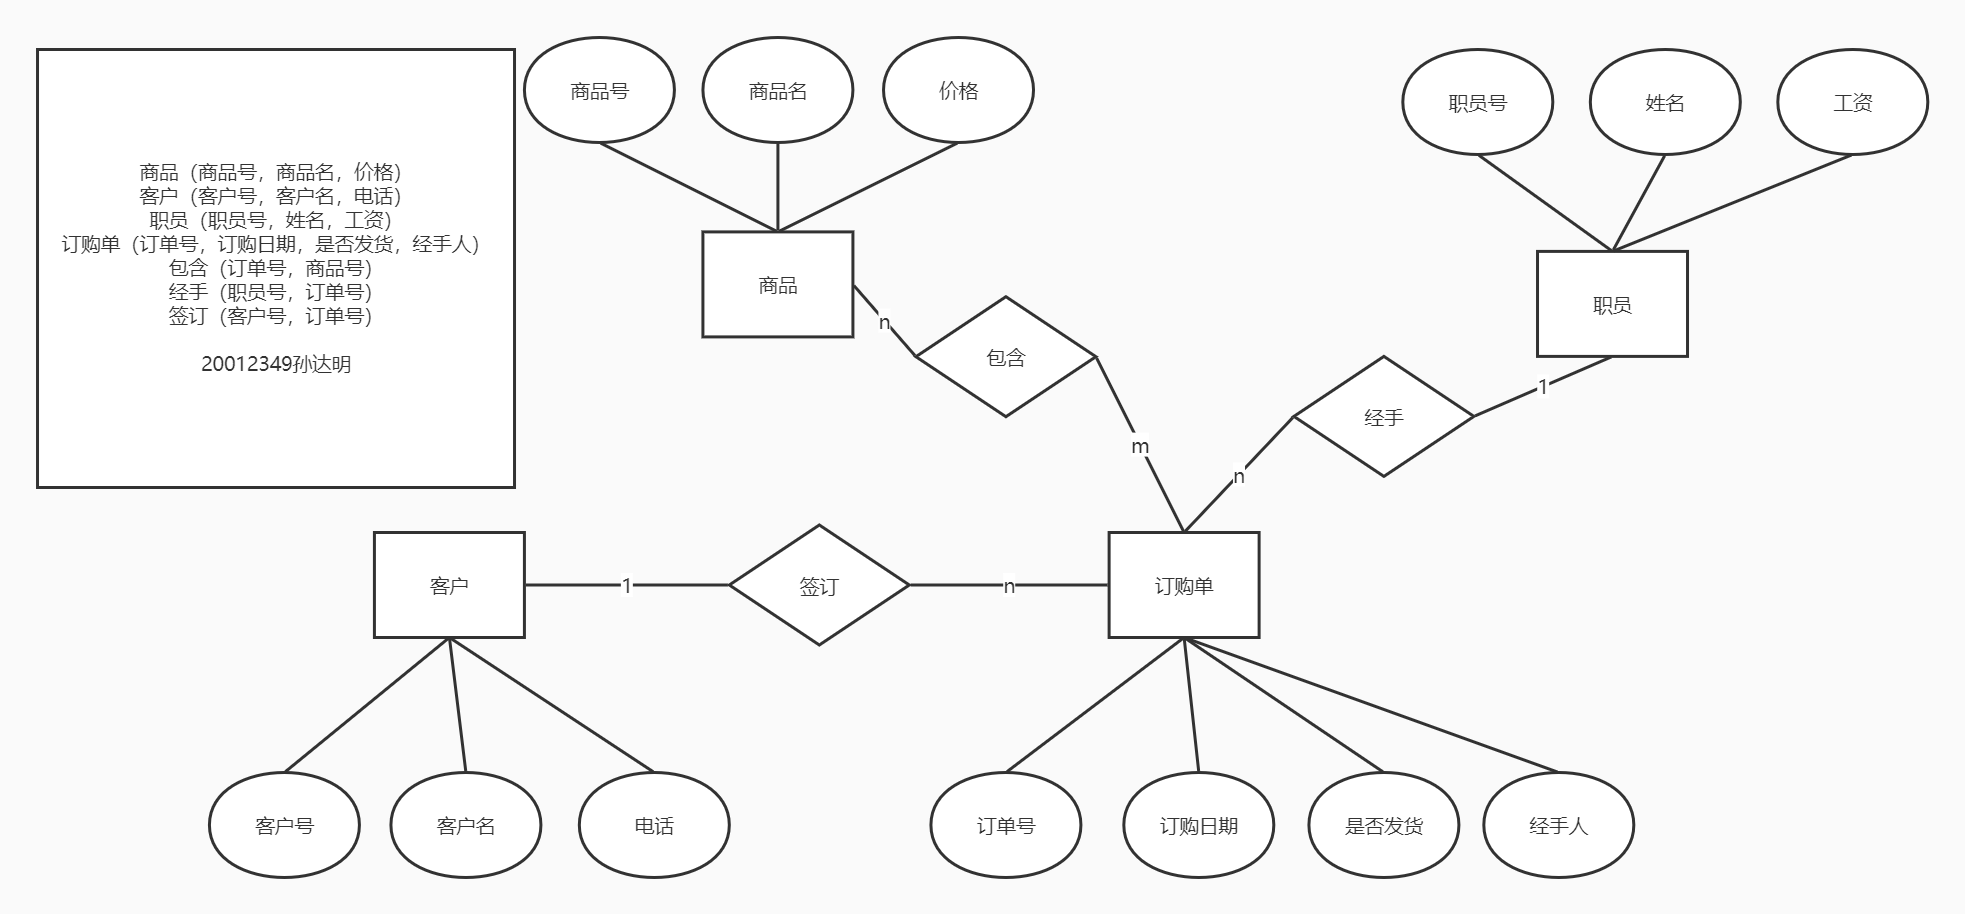 商品（商品号，商品名，价格）
客户（客户号，客户名，电话）
职员（职员号，姓名，工资）
订购单（订单号，订购日期，是否发货，经手人）
包含（订单号，商品号）
经手（职员号，订单号）
签订（客户号，订单号）
20012349孙达明
商品号
商品名
价格
职员号
姓名
工资
商品
职员
n
包含
1
经手
m
n
客户
1
签订
n
订购单
客户号
客户名
电话
订单号
订购日期
是否发货
经手人